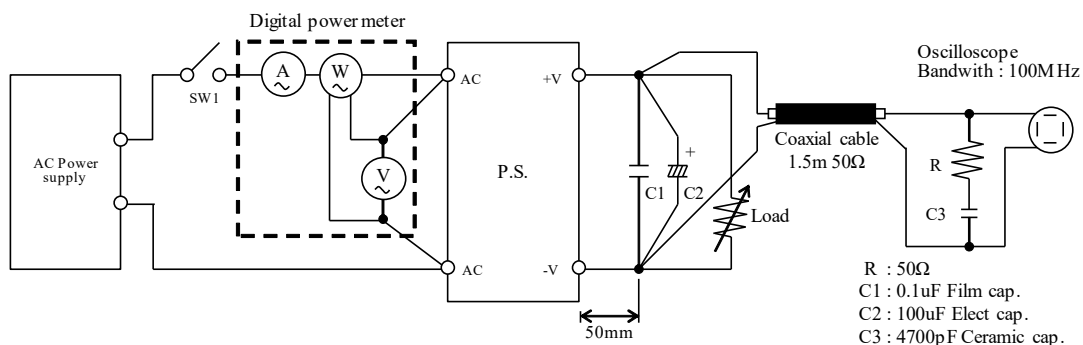 Digital power meter
A
W
SW1
V
AC Power
supply
AC
AC
P.S.
+V
-V
50mm
C1
+
C2
Load
Coaxial cable
1.5m 50Ω
Oscilloscope
Bandwith : 100MHz
R
C3
R : 50Ω
C1 : 0.1uF Film cap.
C2 : 100uF Elect cap.
C3 : 4700pF Ceramic cap.